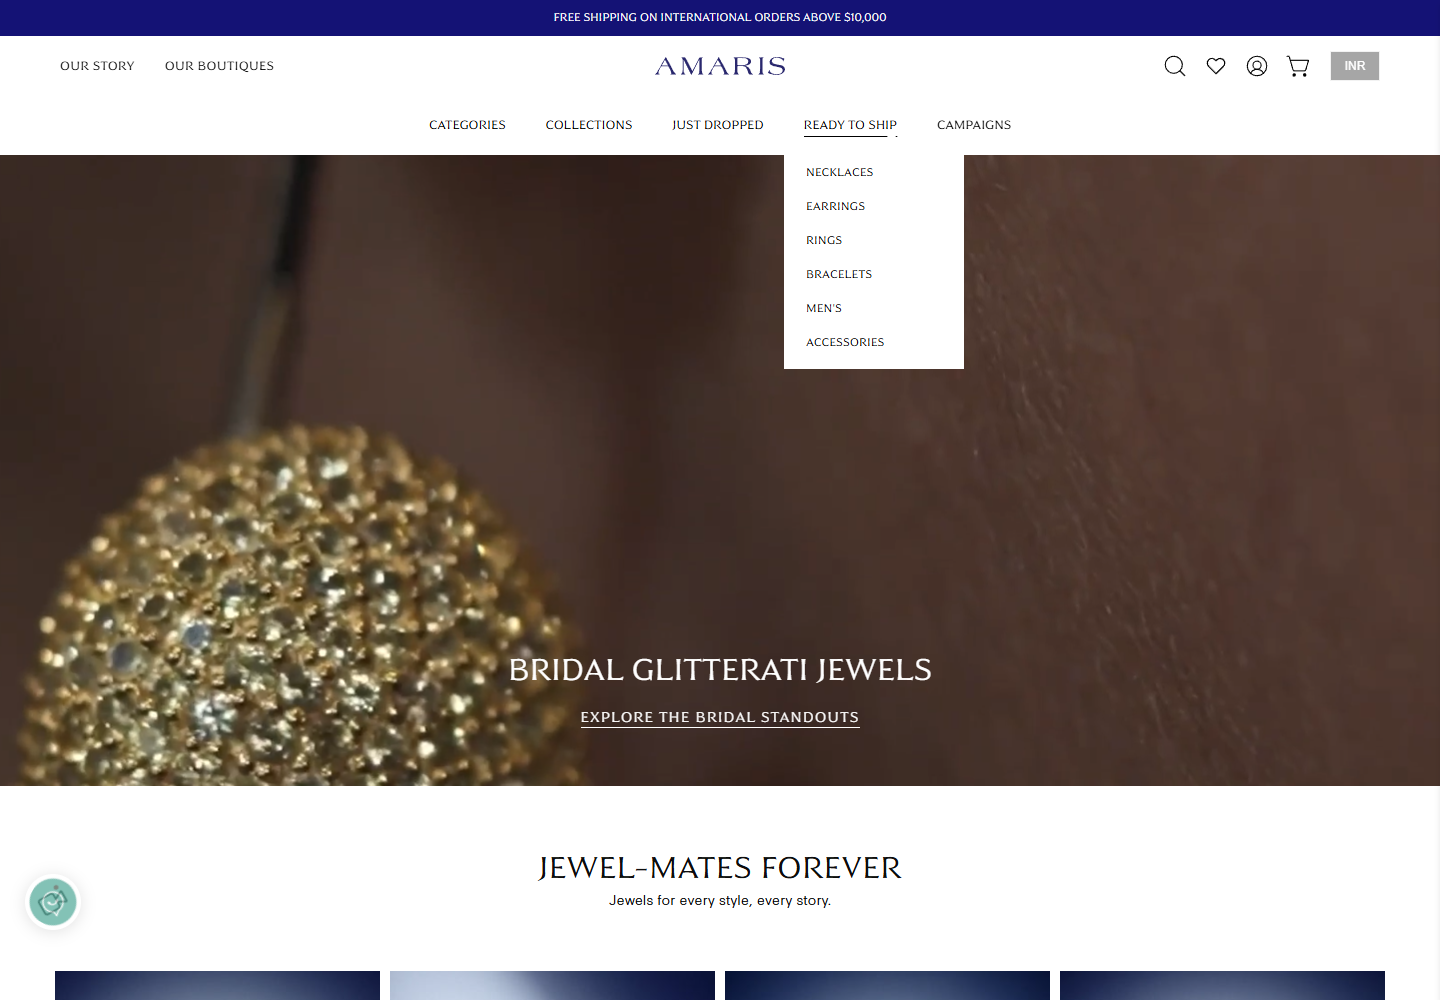 FREE SHIPPING ON INTERNATIONAL ORDERS ABOVE $10,000
OUR STORY
OUR BOUTIQUES
AMARIS
INR
CATEGORIES
COLLECTIONS
JUST DROPPED
READY TO SHIP
CAMPAIGNS
NECKLACES
EARRINGS
RINGS
BRACELETS
MEN'S
ACCESSORIES
BRIDAL GLITTERATI JEWELS
EXPLORE THE BRIDAL STANDOUTS
JEWEL-MATES FOREVER
Jewels for every style, every story.